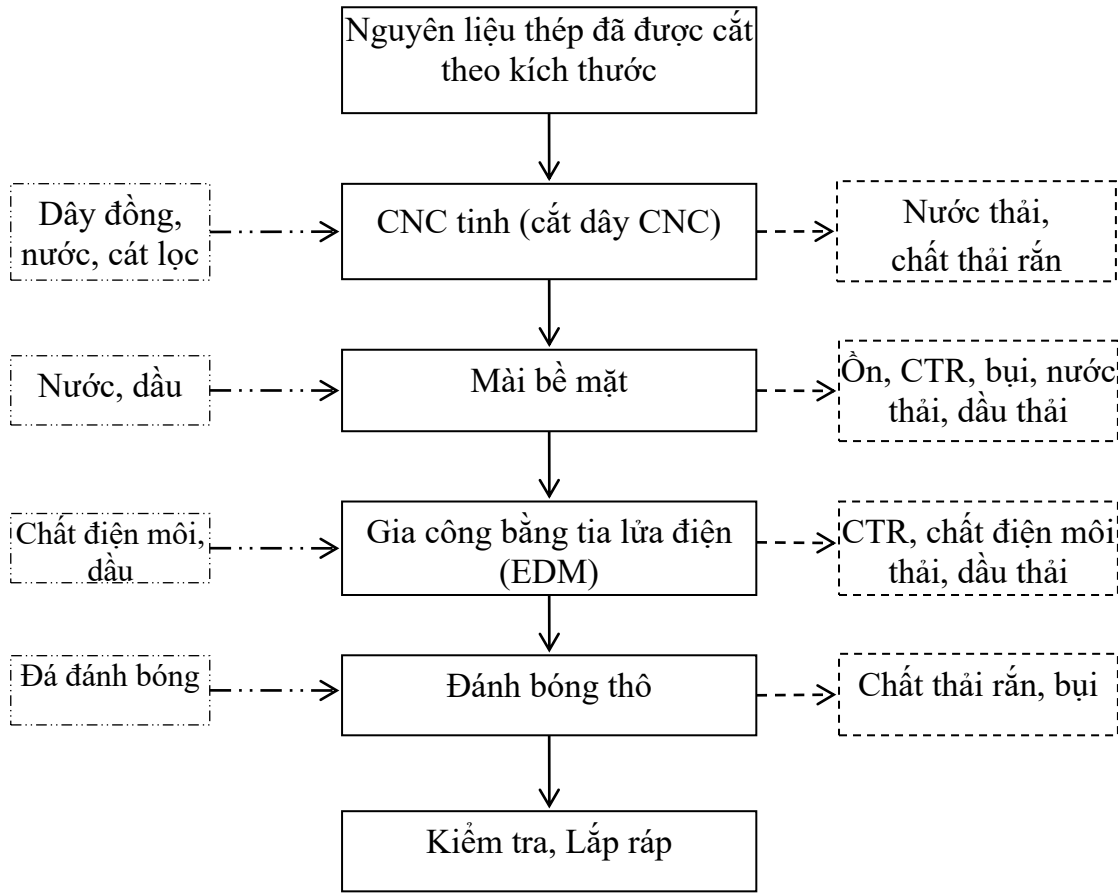 Nguyên liệu thép đã được cắt
theo kích thước
Dây đồng,
nước, cát lọc
CNC tinh (cắt dây CNC)
Nước thải,
chất thải rắn
Nước, dầu
Mài bề mặt
Ồn, CTR, bụi, nước
thải, dầu thải
Chất điện môi,
dầu
Gia công bằng tia lửa điện
(EDM)
CTR, chất điện môi
thải, dầu thải
Đá đánh bóng
Đánh bóng thô
Chất thải rắn, bụi
Kiểm tra, Lắp ráp